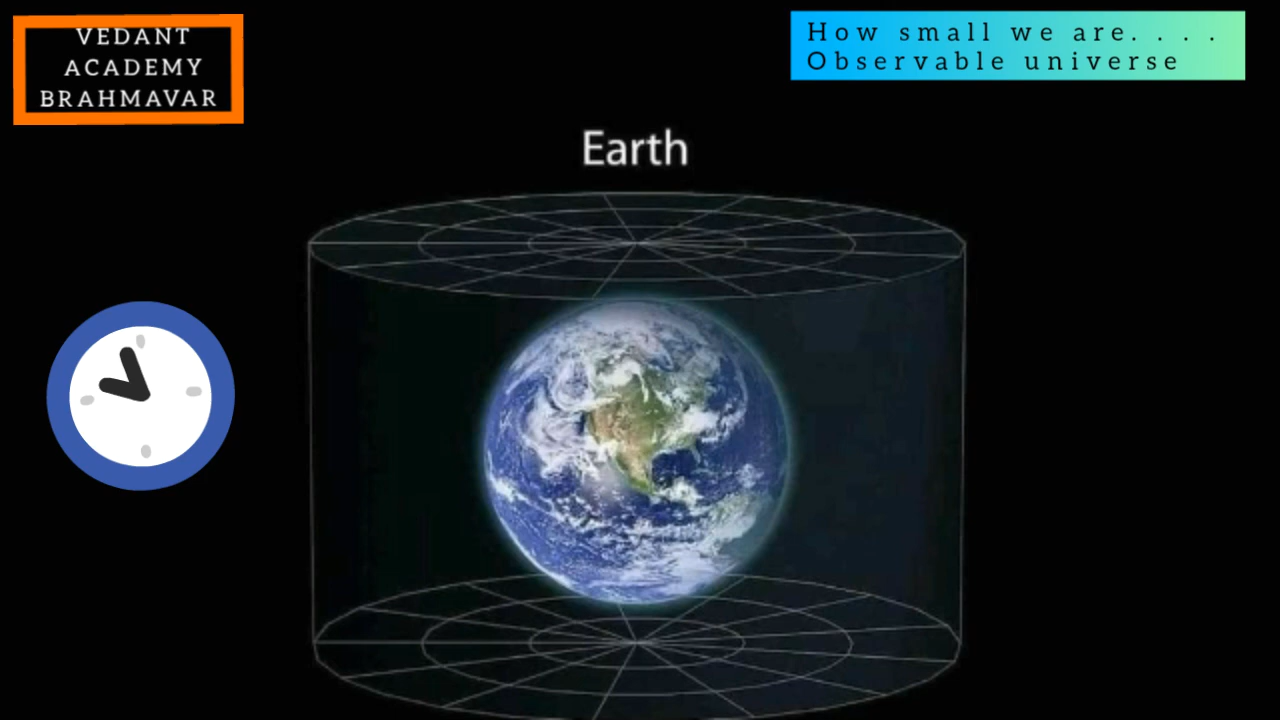 VEDANT
ACADEMY
BRAHMAVAR
How small we are. . . .
Observable universe
Earth